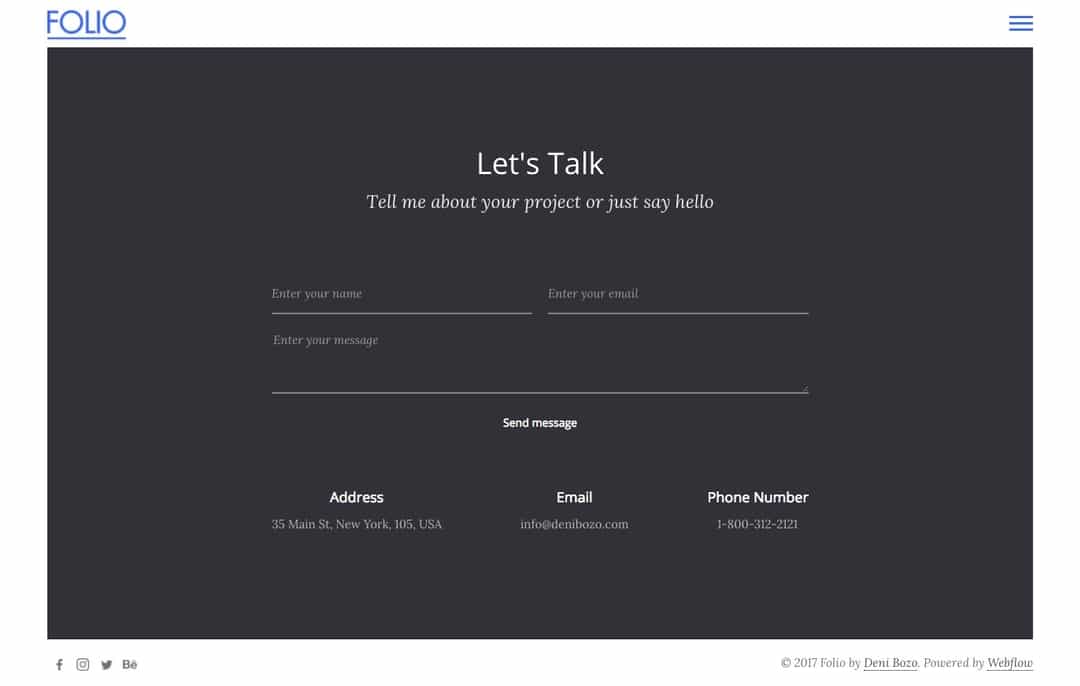 FOLIO
Let's Talk
Tell me about your project or just say hello
Enter your name
Enter your email
Enter your message
Send message
Address
Email
Phone Number
35 Main St, New York, 105, USA
info@denibozo.com
1-800-312-2121
Bē
© 2017 Folio by Deni Bozo. Powered by Webflow